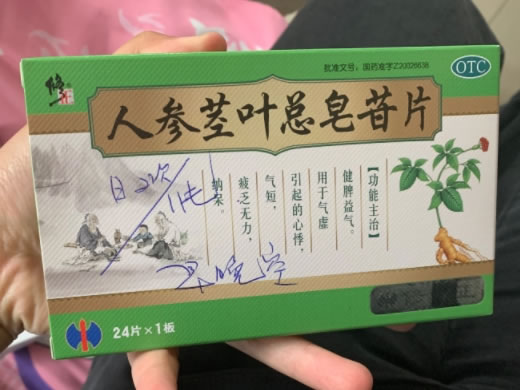 批准文号：国药准字Z20026838
OTC
修正
人参茎叶总皂苷片
【功能主治】
健脾益气。
用于气虚
引起的心悸，
气短，
疲乏无力，
纳呆。
日2次
24片×1板